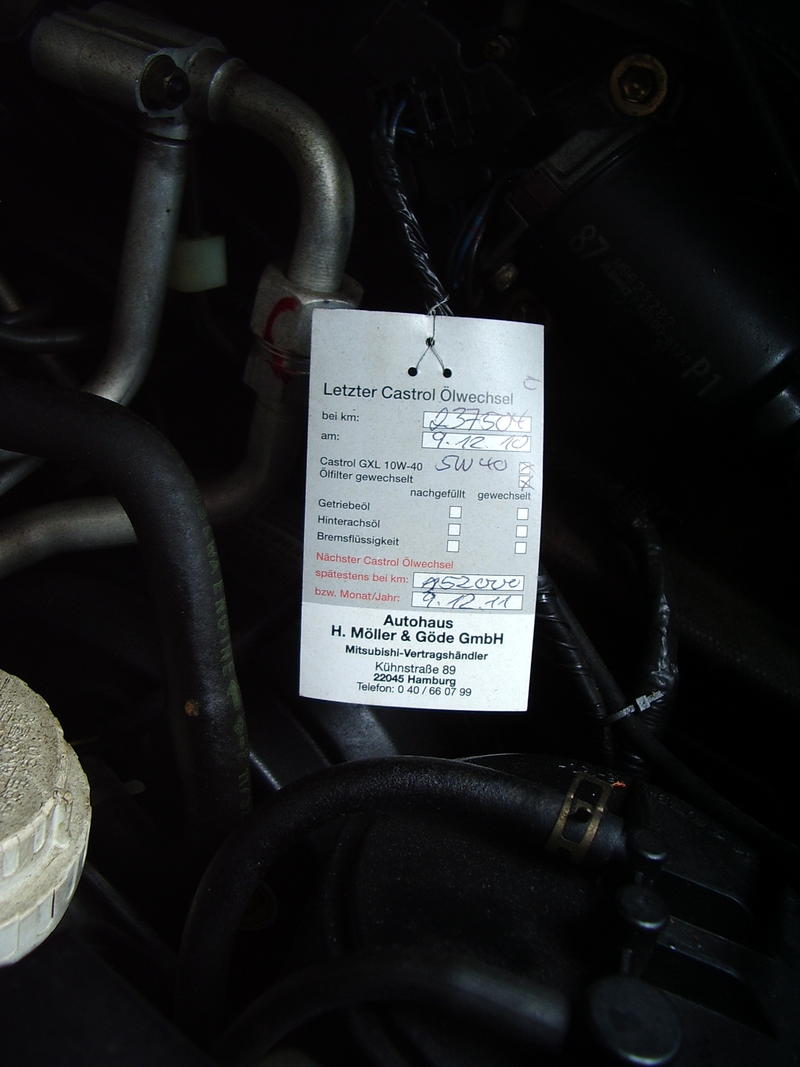 87
P1
Letzter Castrol Ölwechsel
bei km: 237504
am: 9.12.10
Castrol GXL 10W-40 5W40
Ölfilter gewechselt
nachgefüllt gewechselt
Getriebeöl
Hinterachsöl
Bremsflüssigkeit
Nächster Castrol Ölwechsel
spätestens bei km: 252000
bzw. Monat/Jahr: 9.12.11
Autohaus
H. Möller & Göde GmbH
Mitsubishi-Vertragshändler
Kühnstraße 89
22045 Hamburg
Telefon: 0 40 / 66 07 99